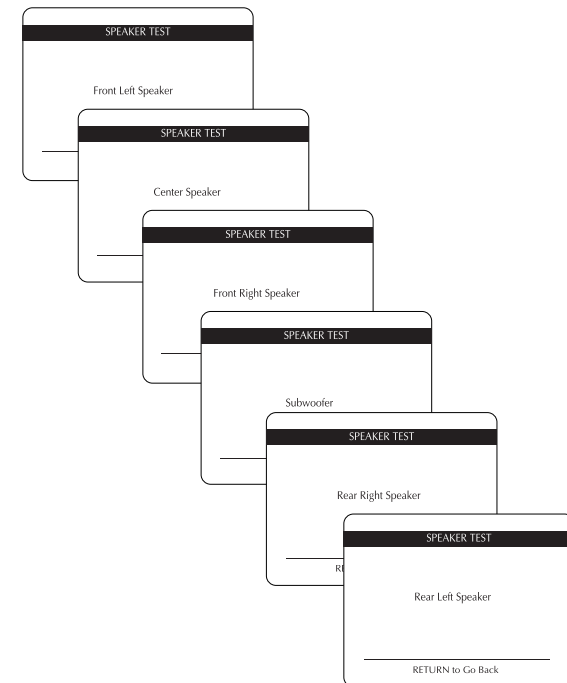 SPEAKER TEST
Front Left Speaker
SPEAKER TEST
Center Speaker
SPEAKER TEST
Front Right Speaker
SPEAKER TEST
Subwoofer
SPEAKER TEST
Rear Right Speaker
SPEAKER TEST
Rear Left Speaker
RETURN to Go Back